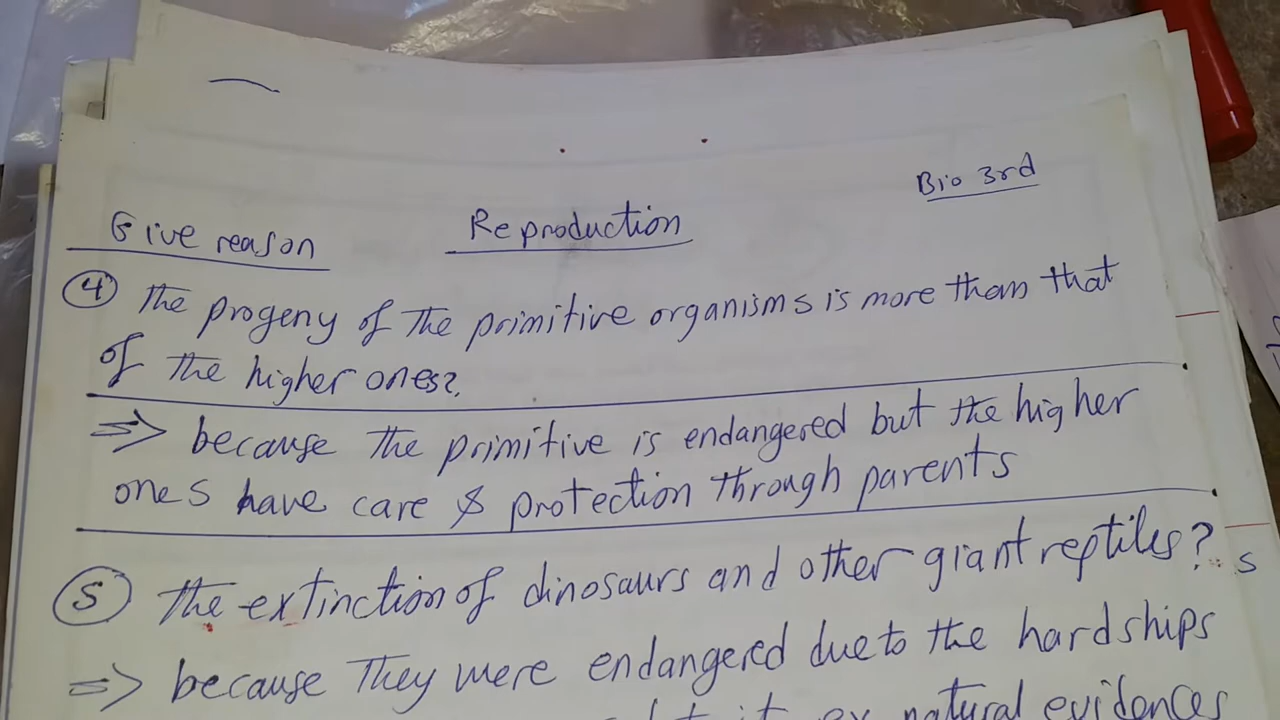 Bio 3rd
Give reason
Reproduction
4 The progeny of the primitive organisms is more than that
of the higher ones?.
=> because the primitive is endangered but the higher
ones have care & protection through parents
5 The extinction of dinosaurs and other giant reptiles?
s
=> because They were endangered due to the hardships
natural evidences